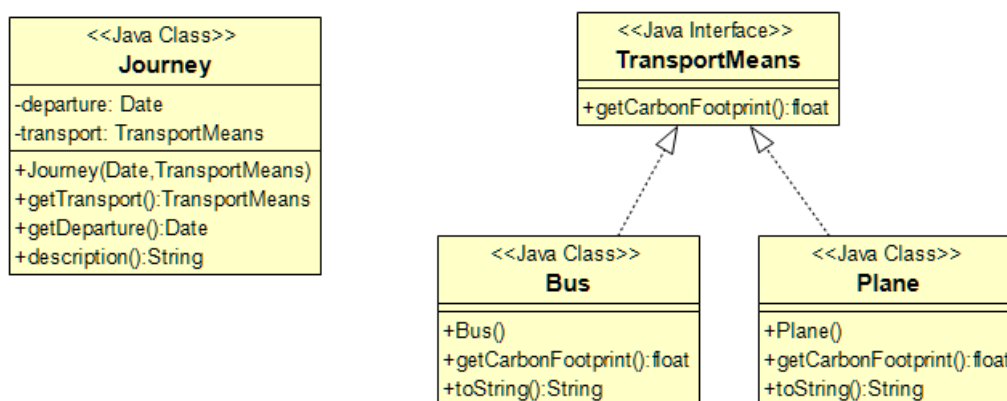 <<Java Class>>
Journey
-departure: Date
-transport: TransportMeans
+Journey(Date,TransportMeans)
+getTransport():TransportMeans
+getDeparture():Date
+description():String
<<Java Interface>>
TransportMeans
+getCarbonFootprint():float
<<Java Class>>
Bus
+Bus()
+getCarbonFootprint():float
+toString():String
<<Java Class>>
Plane
+Plane()
+getCarbonFootprint():float
+toString():String